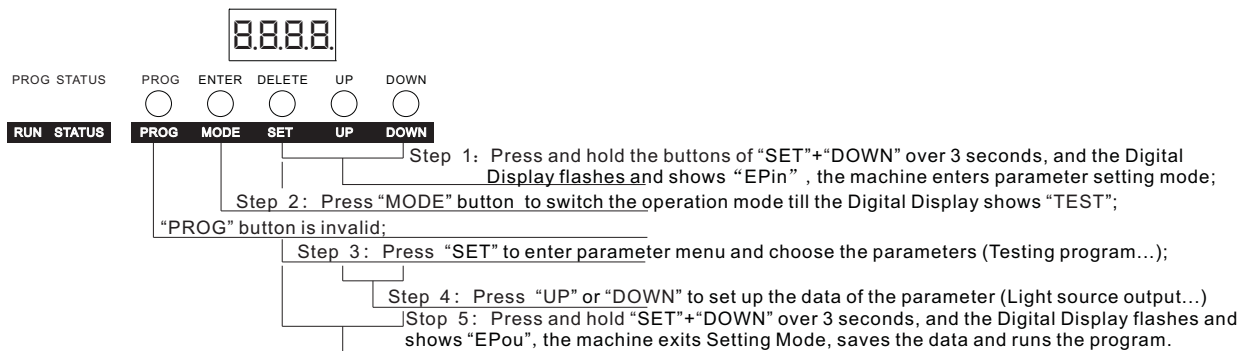 8.8.8.8.
PROG STATUS PROG ENTER DELETE UP DOWN
RUN STATUS PROG MODE SET UP DOWN
Step 1: Press and hold the buttons of “SET”+“DOWN” over 3 seconds, and the Digital
Display flashes and shows “EPin”, the machine enters parameter setting mode;
Step 2: Press “MODE” button to switch the operation mode till the Digital Display shows “TEST”;
“PROG” button is invalid;
Step 3: Press “SET” to enter parameter menu and choose the parameters (Testing program...);
Step 4: Press “UP” or “DOWN” to set up the data of the parameter (Light source output...)
Stop 5: Press and hold “SET”+“DOWN” over 3 seconds, and the Digital Display flashes and
shows “EPou”, the machine exits Setting Mode, saves the data and runs the program.